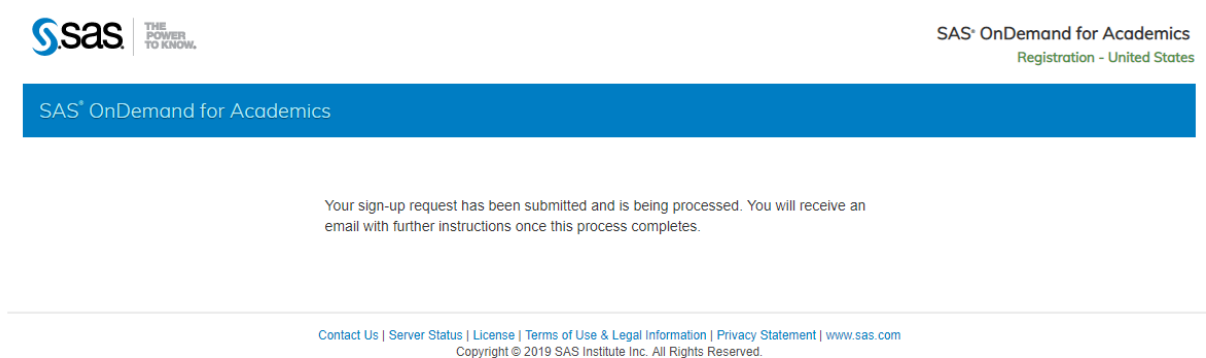 sas THE POWER TO KNOW.
SAS® OnDemand for Academics
Registration - United States
SAS® OnDemand for Academics
Your sign-up request has been submitted and is being processed. You will receive an
email with further instructions once this process completes.
Contact Us | Server Status | License | Terms of Use & Legal Information | Privacy Statement | www.sas.com
Copyright © 2019 SAS Institute Inc. All Rights Reserved.